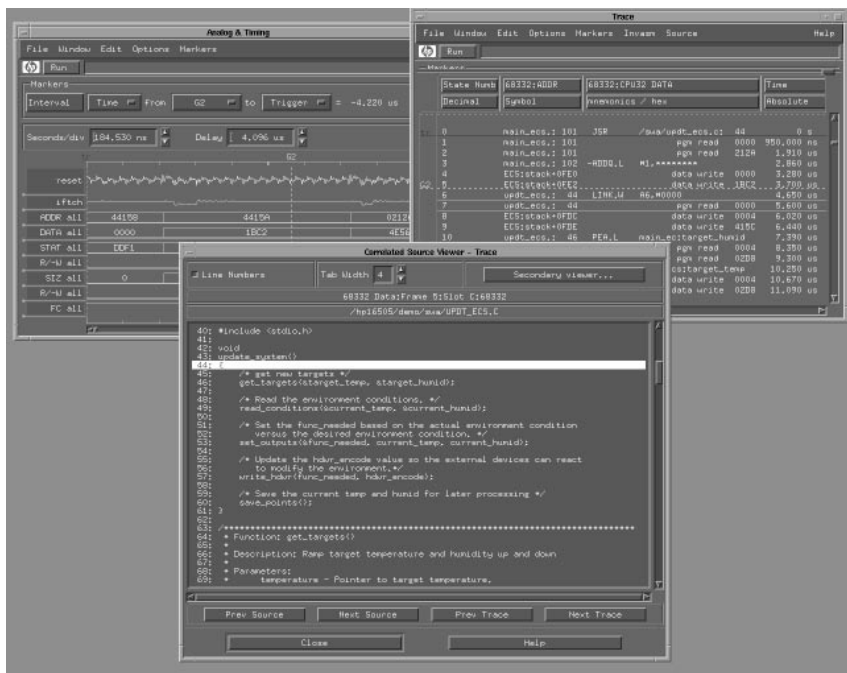 Analog & Timing
File Window Edit Options Markers
hp Run
Markers
Interval Time from G2 to Trigger = -4.220 us
Seconds/div 184.530 ns Delay 4.096 us
G2
reset
iftch
ADDR all 44158 4415A 0212
DATA all 0000 1BC2 4E56
STAT all DDF1
R/-W all
SIZ all 0
R/-W all
FC all
Trace
File Window Edit Options Markers Invasm Source Help
hp Run
Markers
State Numb 68332:ADDR 68332:CPU32 DATA Time
Decimal Symbol mnemonics / hex Absolute
0 main_ecs.: 101 JSR /swa/updt_ecs.c: 44 0 s
1 main_ecs.: 101 pgm read 0000 950.000 ns
2 main_ecs.: 101 pgm read 212A 1.910 us
3 main_ecs.: 102 -ADDQ.L #1,******** 2.860 us
4 ECS:stack+0FE0 data write 0000 3.280 us
G2 5 ECS:stack+0FE2 data write 1BC2 3.700 us
6 updt_ecs.: 44 LINK.W A6,#0000 4.650 us
7 updt_ecs.: 44 pgm read 0000 5.600 us
8 ECS:stack+0FDC data write 0004 6.020 us
9 ECS:stack+0FDE data write 415C 6.440 us
10 updt_ecs.: 46 PEA.L main_ec:target_humid 7.390 us
pgm read 0004 8.350 us
pgm read 02D8 9.300 us
cs:target_temp 10.250 us
data write 0004 10.670 us
data write 02D8 11.090 us
Correlated Source Viewer - Trace
Line Numbers Tab Width 4 Secondary viewer...
68332 Data:Frame 5:Slot C:68332
/hp16505/demo/swa/UPDT_ECS.C
40: #include <stdio.h>
41:
42: void
43: update_system()
44: {
45: /* get new targets */
46: get_targets(&target_temp, &target_humid);
47:
48: /* Read the environment conditions. */
49: read_conditions(&current_temp, &current_humid);
50:
51: /* Set the func_needed based on the actual environment condition
52: versus the desired environment condition. */
53: set_outputs(&func_needed, current_temp, current_humid);
54:
55: /* Update the hdwr_encode value so the external devices can react
56: to modify the environment.*/
57: write_hdwr(func_needed, hdwr_encode);
58:
59: /* Save the current temp and humid for later processing */
60: save_points();
61: }
62:
63: /******************************************************************************
64: * Function: get_targets()
65: *
66: * Description: Ramp target temperature and humidity up and down
67: *
68: * Parameters:
69: * temperature - Pointer to target temperature.
Prev Source Next Source Prev Trace Next Trace
Close Help